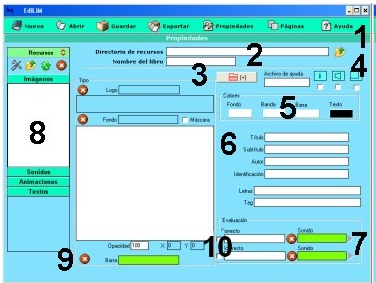 EdiLIM
Nuevo Abrir Guardar Exportar Propiedades Páginas Ayuda
1
Propiedades
Recursos
Directorio de recursos
2
Nombre del libro
3
4
Imágenes
Tipo
Logo
[+]
Archivo de ayuda
i
Colores
Fondo Banda Barra Texto
5
Fondo
Máscara
8
6
Título
Subtítulo
Autor
Identificación
Letras
Tag
Sonidos
Animaciones
Textos
Evaluación
Correcto Sonido
7
Incorrecto Sonido
Opacidad 100 X 0 Y 0
10
9
Barra